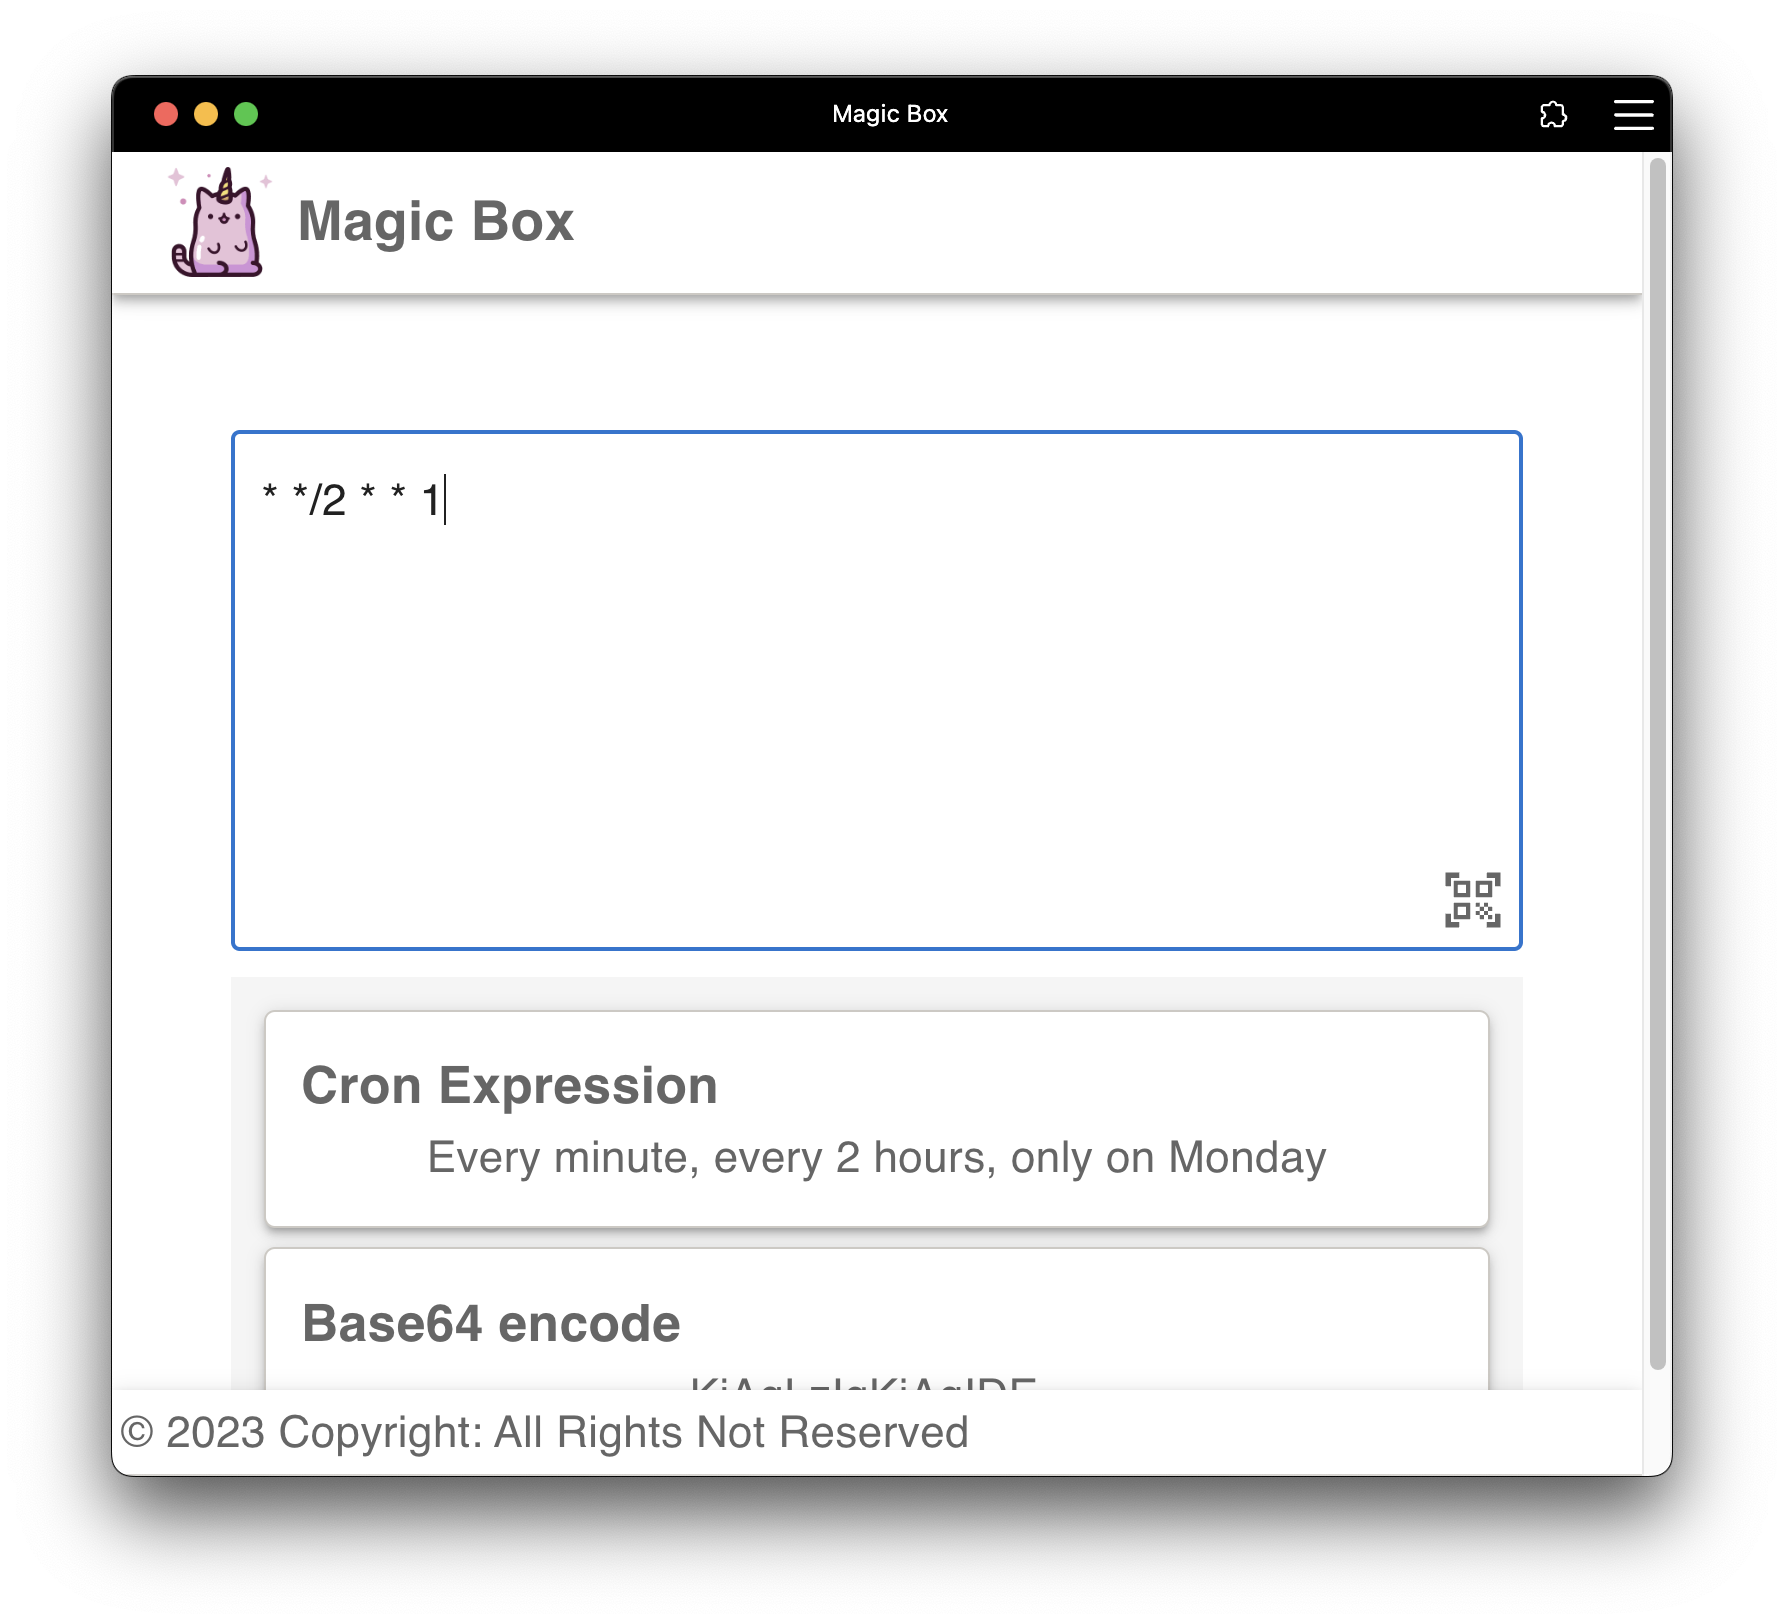 Magic Box
Magic Box
* */2 * * 1
Cron Expression
Every minute, every 2 hours, only on Monday
Base64 encode
© 2023 Copyright: All Rights Not Reserved